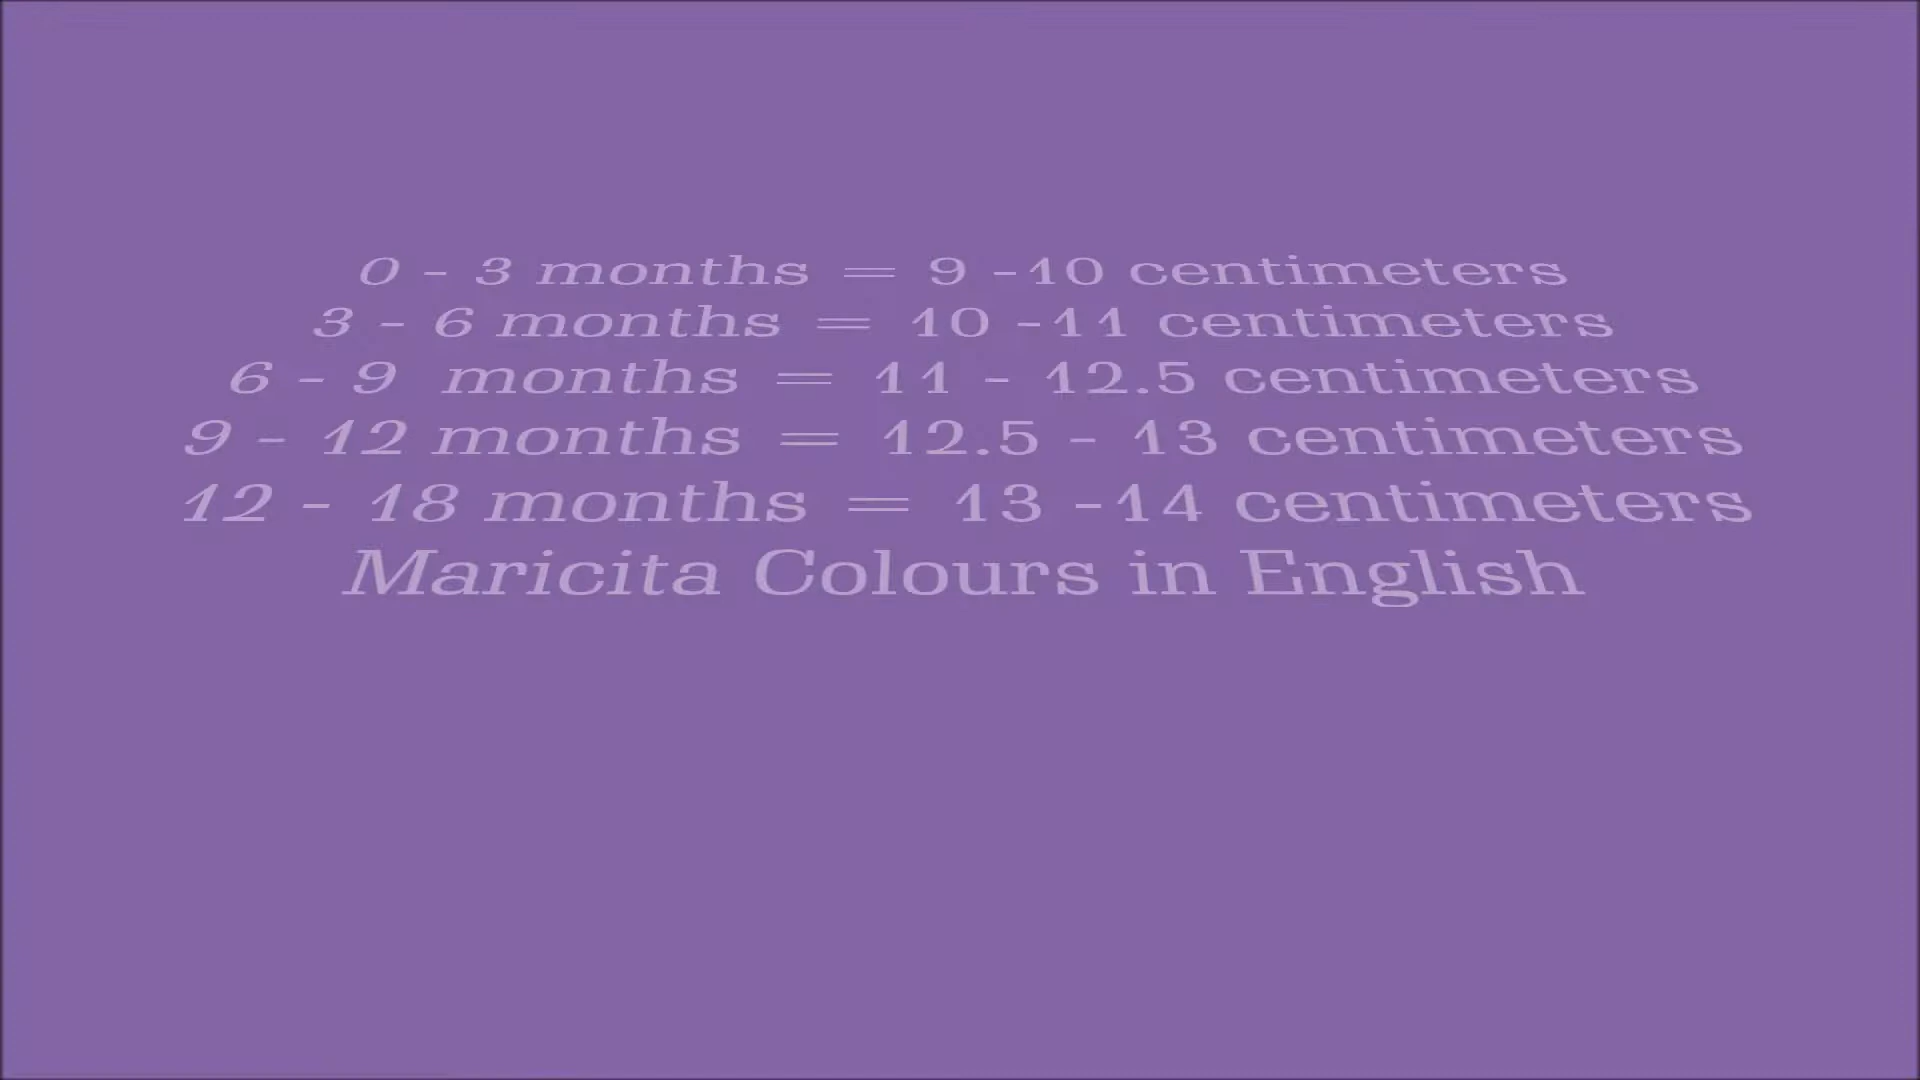 0 - 3 months = 9 -10 centimeters
3 - 6 months = 10 -11 centimeters
6 - 9 months = 11 - 12.5 centimeters
9 - 12 months = 12.5 - 13 centimeters
12 - 18 months = 13 -14 centimeters
Maricita Colours in English